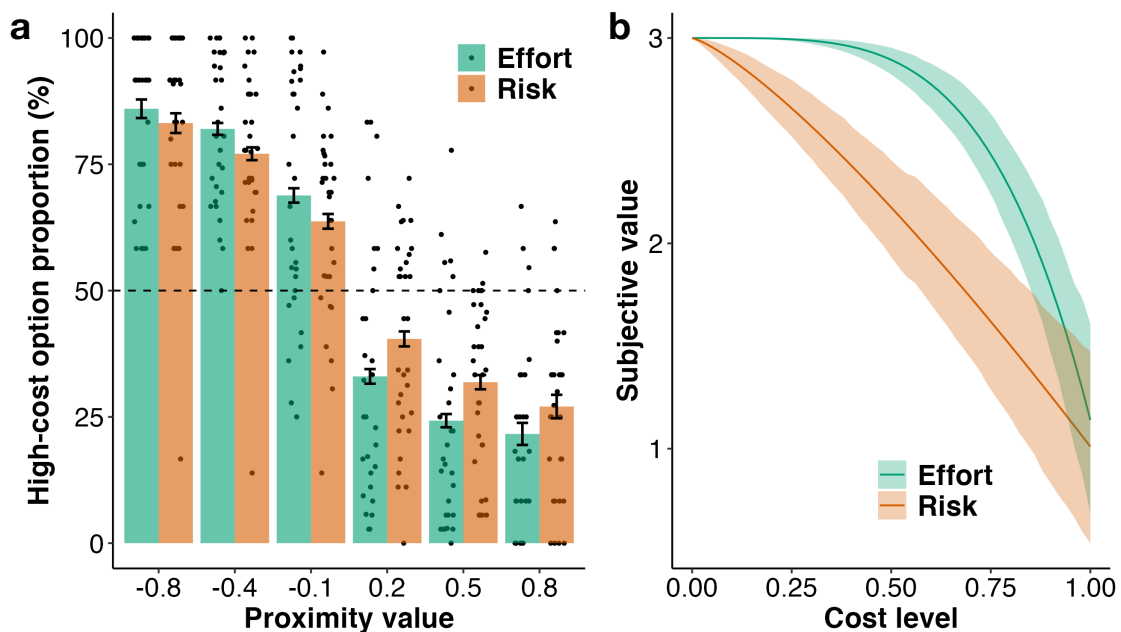 a
High-cost option proportion (%)
100
75
50
25
0
Effort
Risk
-0.8 -0.4 -0.1 0.2 0.5 0.8
Proximity value
b
Subjective value
3
2
1
Effort
Risk
0.00 0.25 0.50 0.75 1.00
Cost level